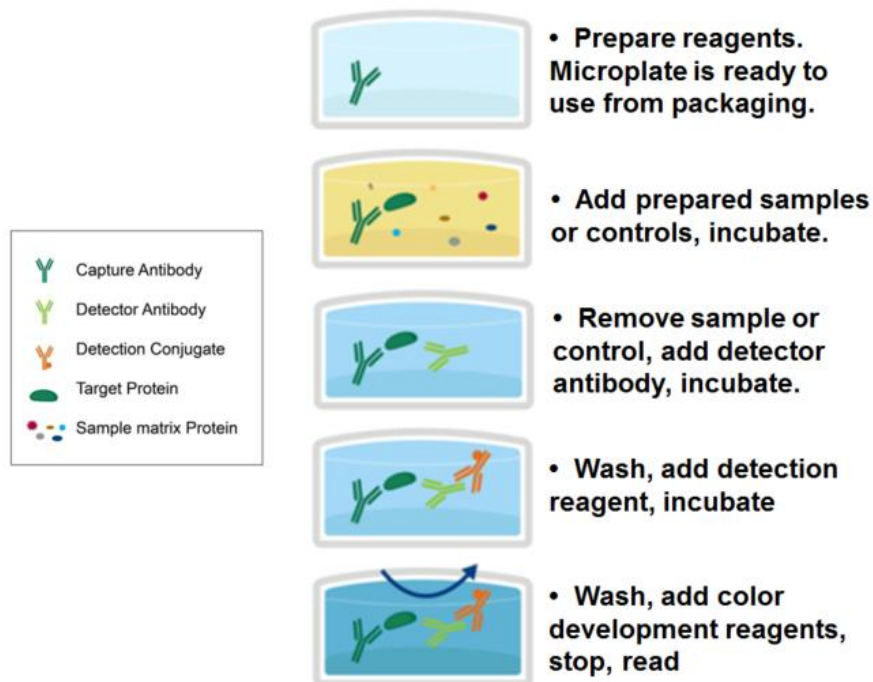 • Prepare reagents.
Microplate is ready to
use from packaging.
• Add prepared samples
or controls, incubate.
Capture Antibody
Detector Antibody
Detection Conjugate
Target Protein
Sample matrix Protein
• Remove sample or
control, add detector
antibody, incubate.
• Wash, add detection
reagent, incubate
• Wash, add color
development reagents,
stop, read